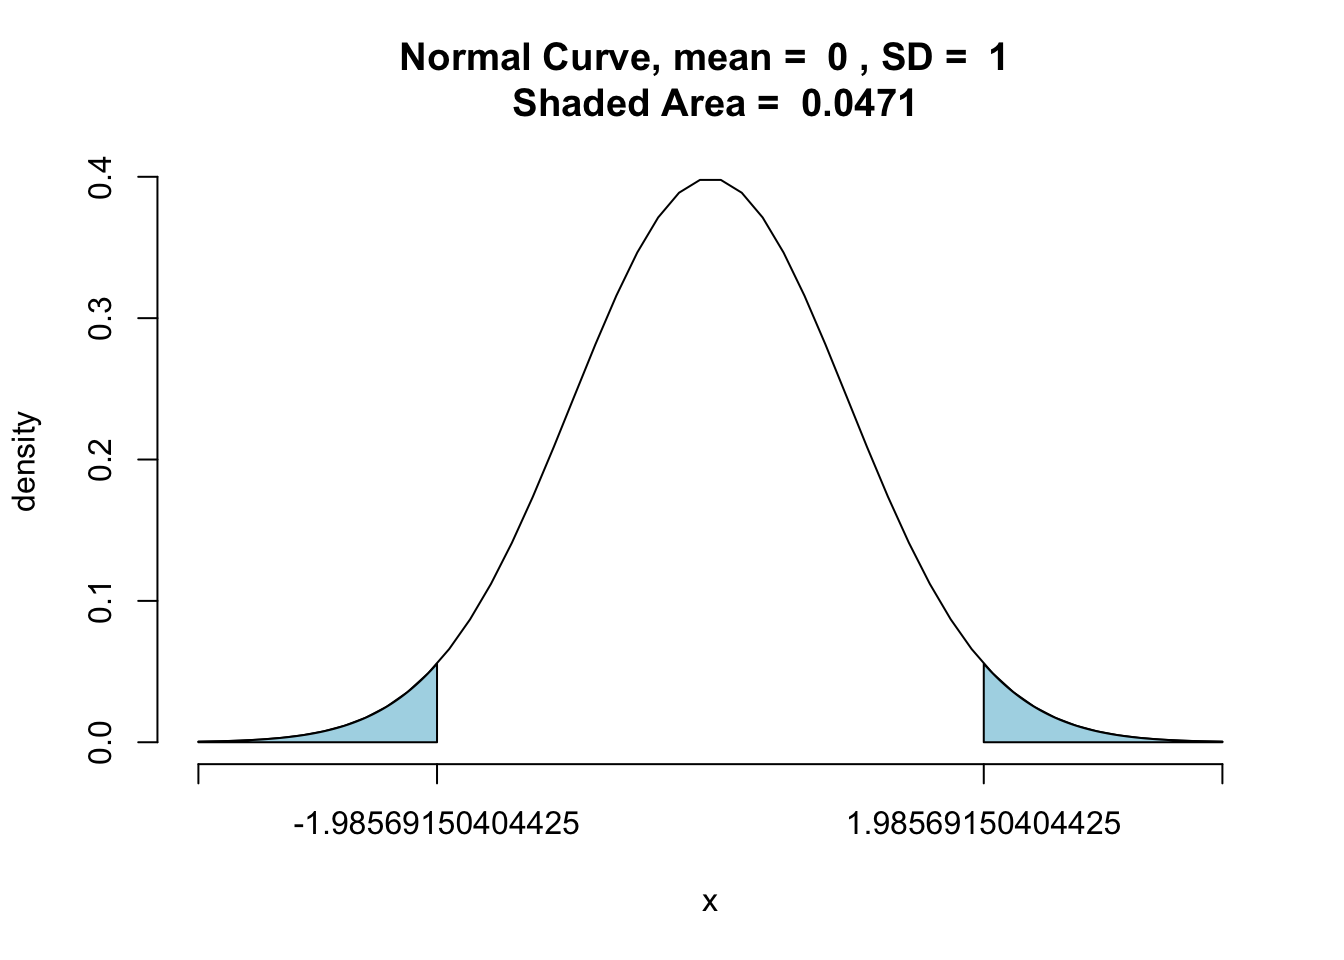 Normal Curve, mean =  0 , SD =  1
Shaded Area =  0.0471
0.4
0.3
0.2
0.1
0.0
density
-1.98569150404425
1.98569150404425
x